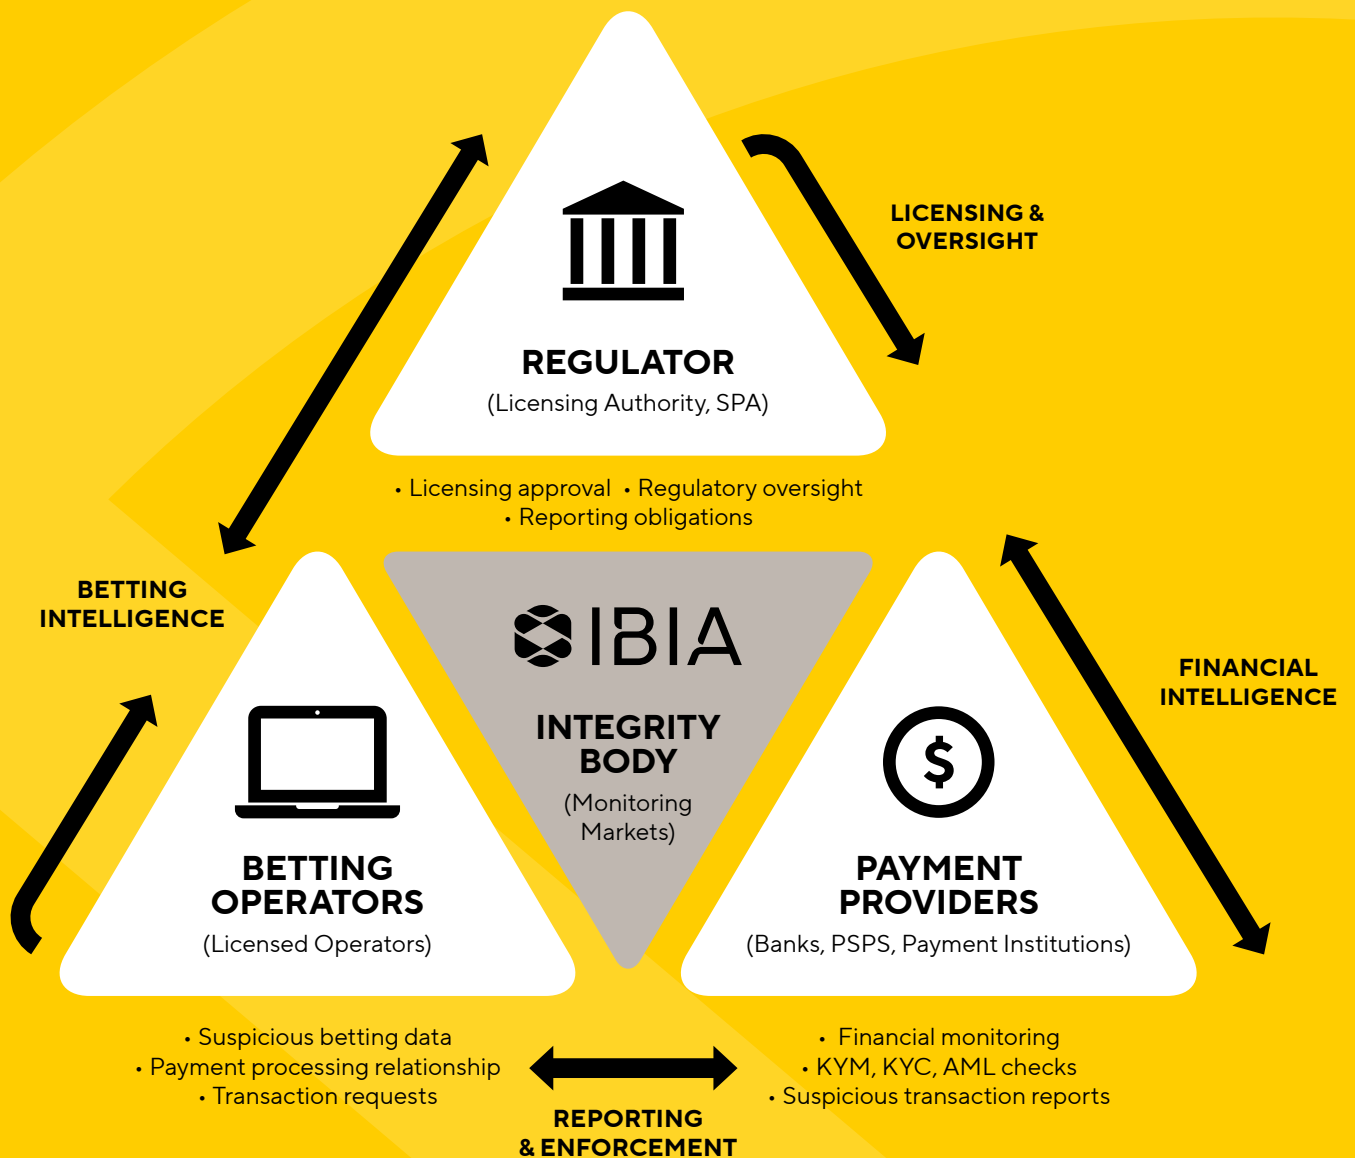 LICENSING &
OVERSIGHT
REGULATOR
(Licensing Authority, SPA)
• Licensing approval • Regulatory oversight
• Reporting obligations
BETTING
INTELLIGENCE
IBIA
INTEGRITY
BODY
(Monitoring
Markets)
FINANCIAL
INTELLIGENCE
$
BETTING
OPERATORS
(Licensed Operators)
PAYMENT
PROVIDERS
(Banks, PSPS, Payment Institutions)
• Suspicious betting data
• Payment processing relationship
• Transaction requests
• Financial monitoring
• KYM, KYC, AML checks
• Suspicious transaction reports
REPORTING
& ENFORCEMENT